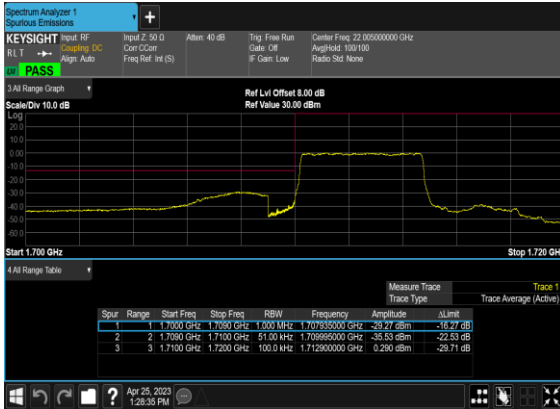 Spectrum Analyzer 1
Spurious Emissions
+
KEYSIGHT Input: RF Input Z: 50 Ω Atten: 40 dB Trig: Free Run Center Freq: 22.005000000 GHz
RLT Coupling: DC Corr CCorr Gate: Off Avg|Hold: 100/100
Align: Auto Freq Ref: Int (S) IF Gain: Low Radio Std: None
PASS
3 All Range Graph
Ref Lvl Offset 8.00 dB
Scale/Div 10.0 dB Ref Value 30.00 dBm
Log
20.0
10.0
0.00
-10.0
-20.0
-30.0
-40.0
-50.0
-60.0
Start 1.700 GHz Stop 1.720 GH
4 All Range Table
Measure Trace Trace 1
Trace Type Trace Average (Active)
Spur Range Start Freq Stop Freq RBW Frequency Amplitude ΔLimit
1 1 1.7000 GHz 1.7090 GHz 1.000 MHz 1.707935000 GHz -29.27 dBm -16.27 dB
2 2 1.7090 GHz 1.7100 GHz 51.00 kHz 1.709995000 GHz -35.53 dBm -22.53 dB
3 3 1.7100 GHz 1.7200 GHz 100.0 kHz 1.712900000 GHz 0.290 dBm -29.71 dB
? Apr 25, 2023
1:28:35 PM